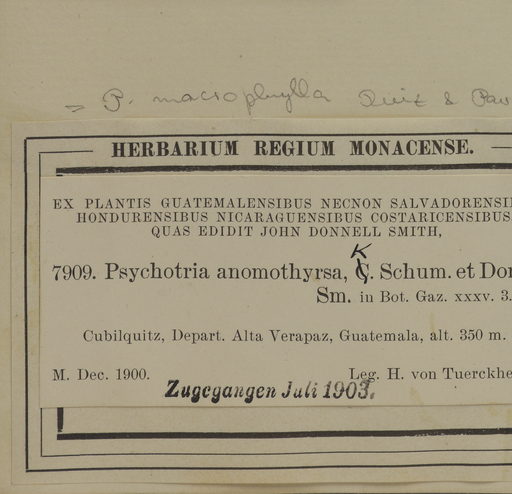 = P. macrophylla Ruiz & Pav
HERBARIUM REGIUM MONACENSE.
EX PLANTIS GUATEMALENSIBUS NECNON SALVADORENSI
HONDURENSIBUS NICARAGUENSIBUS COSTARICENSIBUS
QUAS EDIDIT JOHN DONNELL SMITH,
K
7909. Psychotria anomothyrsa, C. Schum. et Don
Sm. in Bot. Gaz. xxxv. 3.
Cubilquitz, Depart. Alta Verapaz, Guatemala, alt. 350 m.
M. Dec. 1900. Leg. H. von Tuerckhe
Zugegangen Juli 1903.